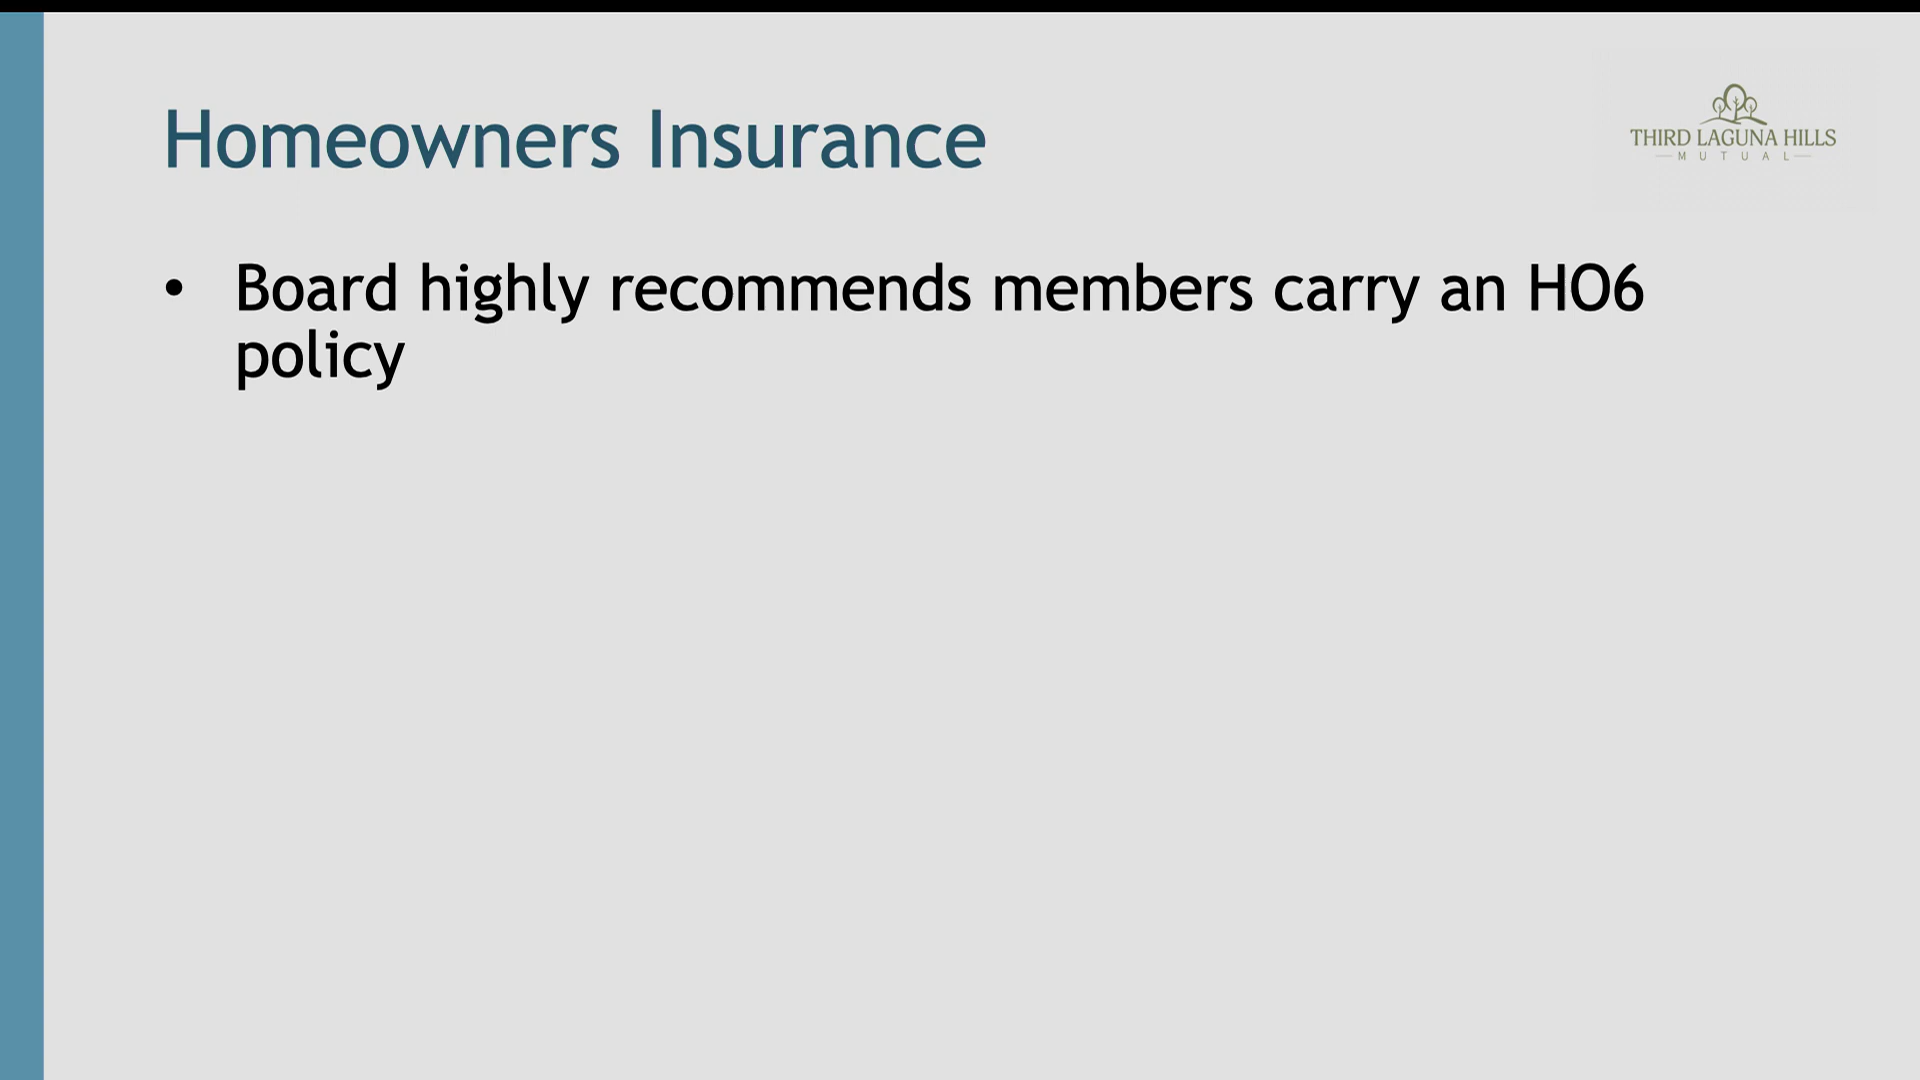 Homeowners Insurance
THIRD LAGUNA HILLS
MUTUAL
• Board highly recommends members carry an HO6
policy